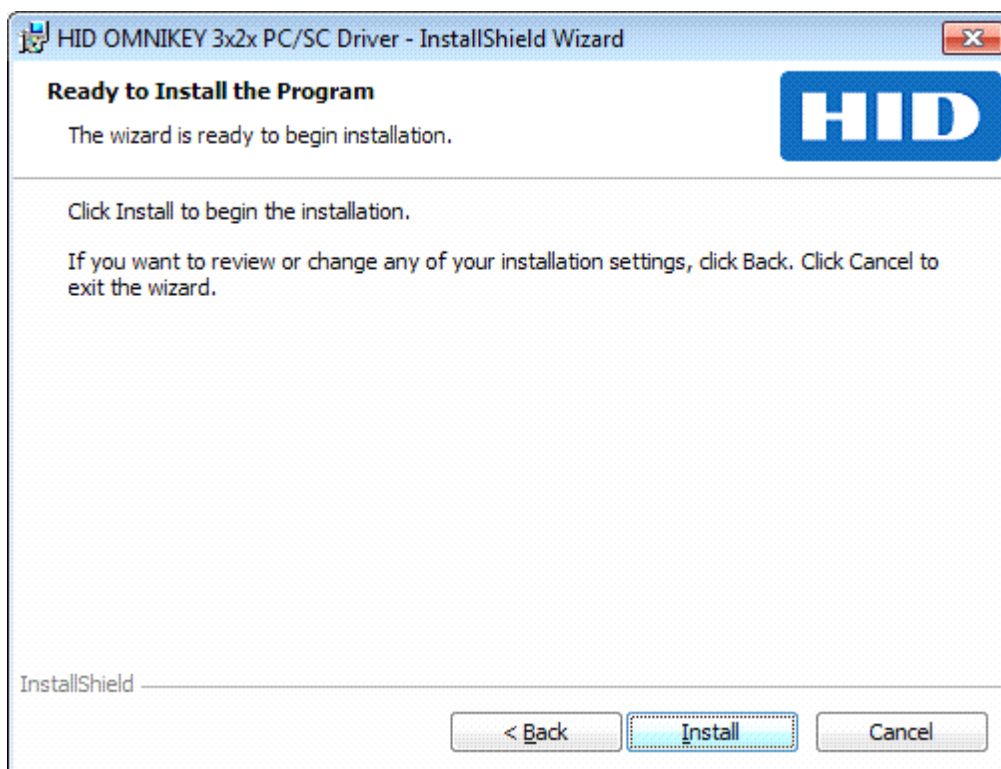 HID OMNIKEY 3x2x PC/SC Driver - InstallShield Wizard
Ready to Install the Program
The wizard is ready to begin installation.
HID
Click Install to begin the installation.
If you want to review or change any of your installation settings, click Back. Click Cancel to
exit the wizard.
InstallShield
< Back Install Cancel